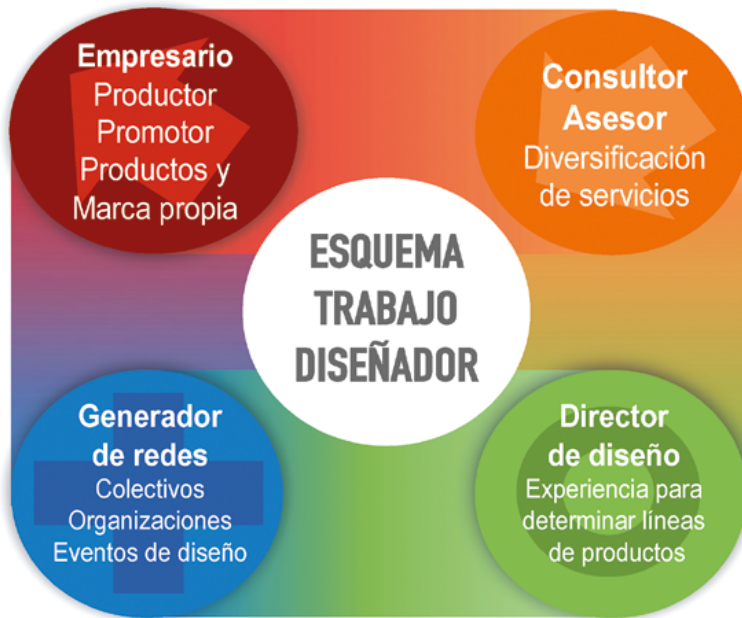 Empresario
Productor
Promotor
Productos y
Marca propia
Consultor
Asesor
Diversificación
de servicios
ESQUEMA
TRABAJO
DISEÑADOR
Generador
de redes
Colectivos
Organizaciones
Eventos de diseño
Director
de diseño
Experiencia para
determinar líneas
de productos